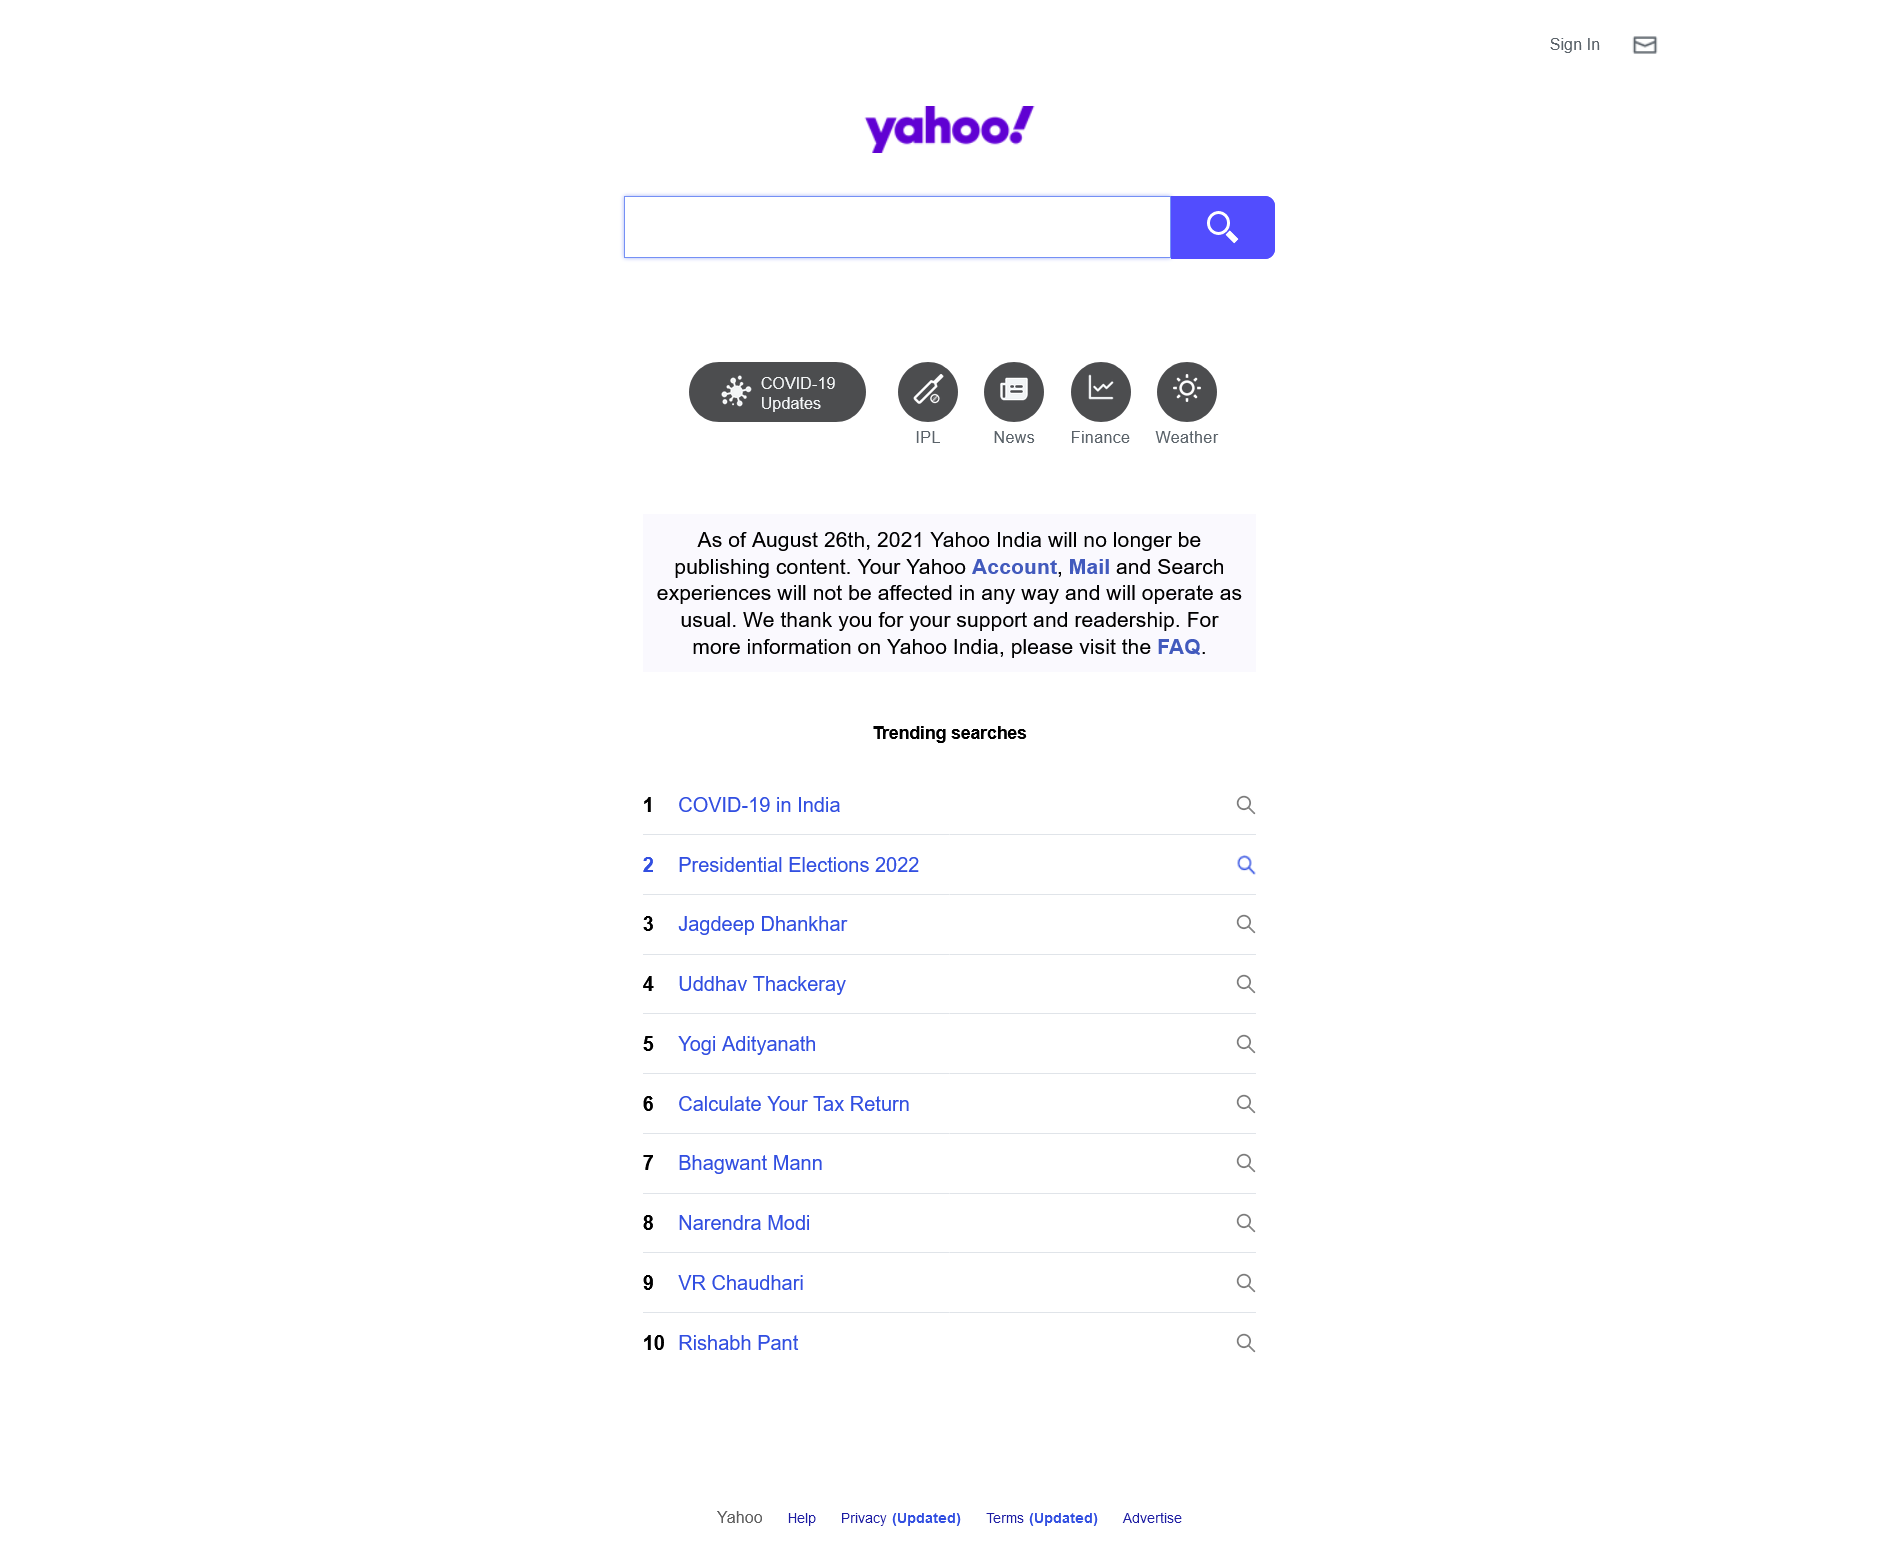 Sign In
yahoo!
COVID-19
Updates
IPL
News
Finance
Weather
As of August 26th, 2021 Yahoo India will no longer be
publishing content. Your Yahoo Account, Mail and Search
experiences will not be affected in any way and will operate as
usual. We thank you for your support and readership. For
more information on Yahoo India, please visit the FAQ.
Trending searches
1 COVID-19 in India
2 Presidential Elections 2022
3 Jagdeep Dhankhar
4 Uddhav Thackeray
5 Yogi Adityanath
6 Calculate Your Tax Return
7 Bhagwant Mann
8 Narendra Modi
9 VR Chaudhari
10 Rishabh Pant
Yahoo Help Privacy (Updated) Terms (Updated) Advertise